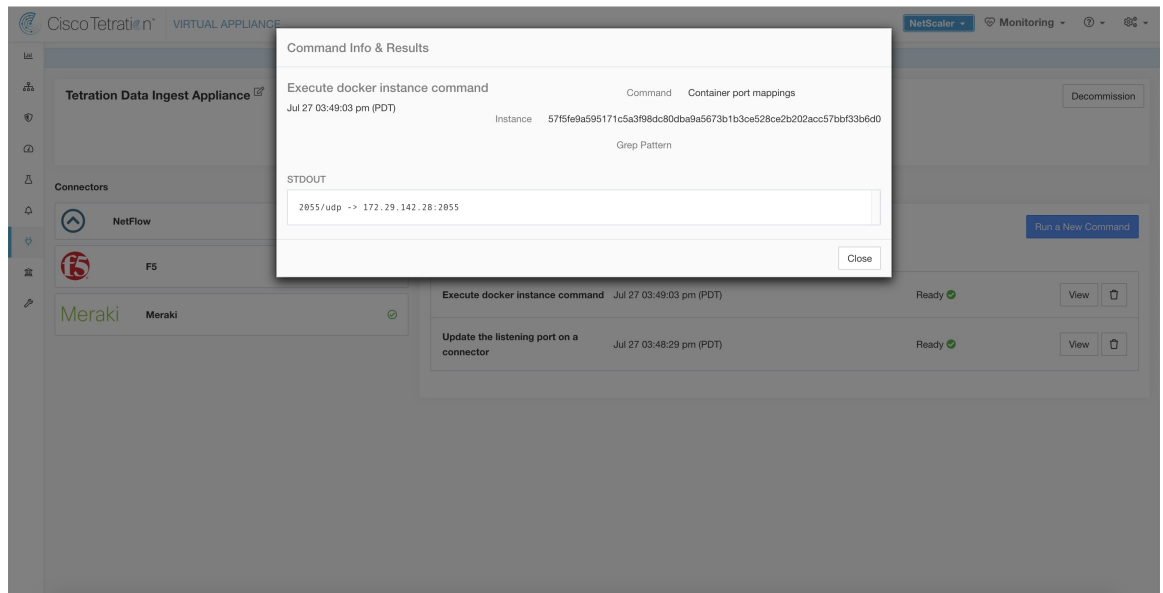 Cisco Tetration™ VIRTUAL APPLIANCE
NetScaler
Monitoring
Command Info & Results
Tetration Data Ingest Appliance
Decommission
Execute docker instance command
Jul 27 03:49:03 pm (PDT)
Command Container port mappings
Instance 57f5fe9a595171c5a3f98dc80dba9a5673b1b3ce528ce2b202acc57bbf33b6d0
Grep Pattern
STDOUT
2055/udp -> 172.29.142.28:2055
Close
Connectors
NetFlow
F5
Meraki Meraki
Run a New Command
Execute docker instance command Jul 27 03:49:03 pm (PDT) Ready View
Update the listening port on a
connector
Jul 27 03:48:29 pm (PDT) Ready View